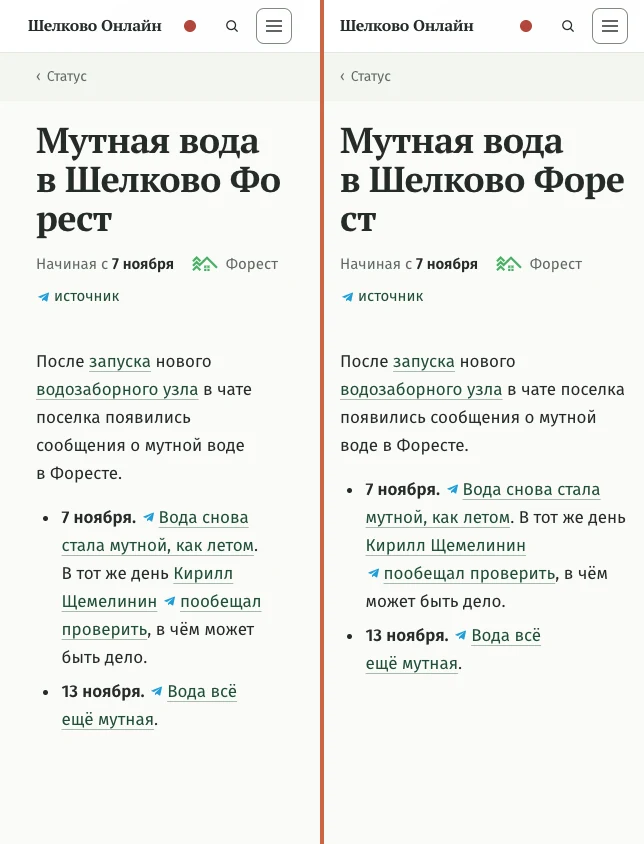 Шелково Онлайн
‹ Статус
Мутная вода
в Шелково Фо
рест
Начиная с 7 ноября Форест
источник
После запуска нового
водозаборного узла в чате
поселка появились
сообщения о мутной воде
в Форесте.
• 7 ноября. Вода снова
стала мутной, как летом.
В тот же день Кирилл
Щемелинин пообещал
проверить, в чём может
быть дело.
• 13 ноября. Вода всё
ещё мутная.
Шелково Онлайн
‹ Статус
Мутная вода
в Шелково Форе
ст
Начиная с 7 ноября Форест
источник
После запуска нового
водозаборного узла в чате поселка
появились сообщения о мутной
воде в Форесте.
• 7 ноября. Вода снова стала
мутной, как летом. В тот же день
Кирилл Щемелинин
пообещал проверить, в чём
может быть дело.
• 13 ноября. Вода всё
ещё мутная.